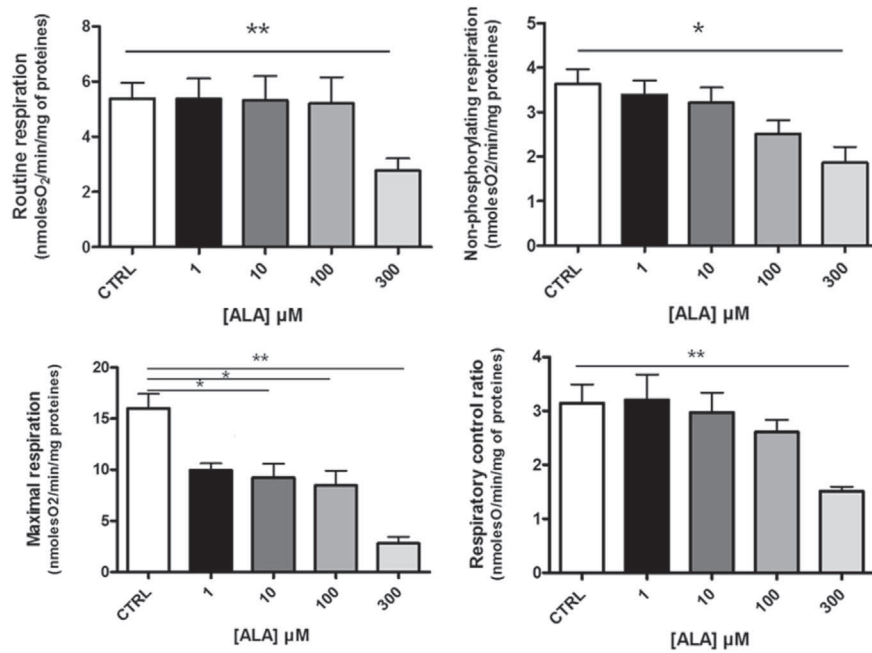 **
Routine respiration
(nmolesO₂/min/mg of proteines)
8
6
4
2
0
CTRL
1
10
100
300
[ALA] µM
*
Non-phosphorylating respiration
(nmolesO2/min/mg proteines)
5
4
3
2
1
0
CTRL
1
10
100
300
[ALA] µM
**
*
*
Maximal respiration
(nmolesO2/min/mg proteines)
20
15
10
5
0
CTRL
1
10
100
300
[ALA] µM
**
Respiratory control ratio
(nmolesO/min/mg of proteines)
4
3
2
1
0
CTRL
1
10
100
300
[ALA] µM